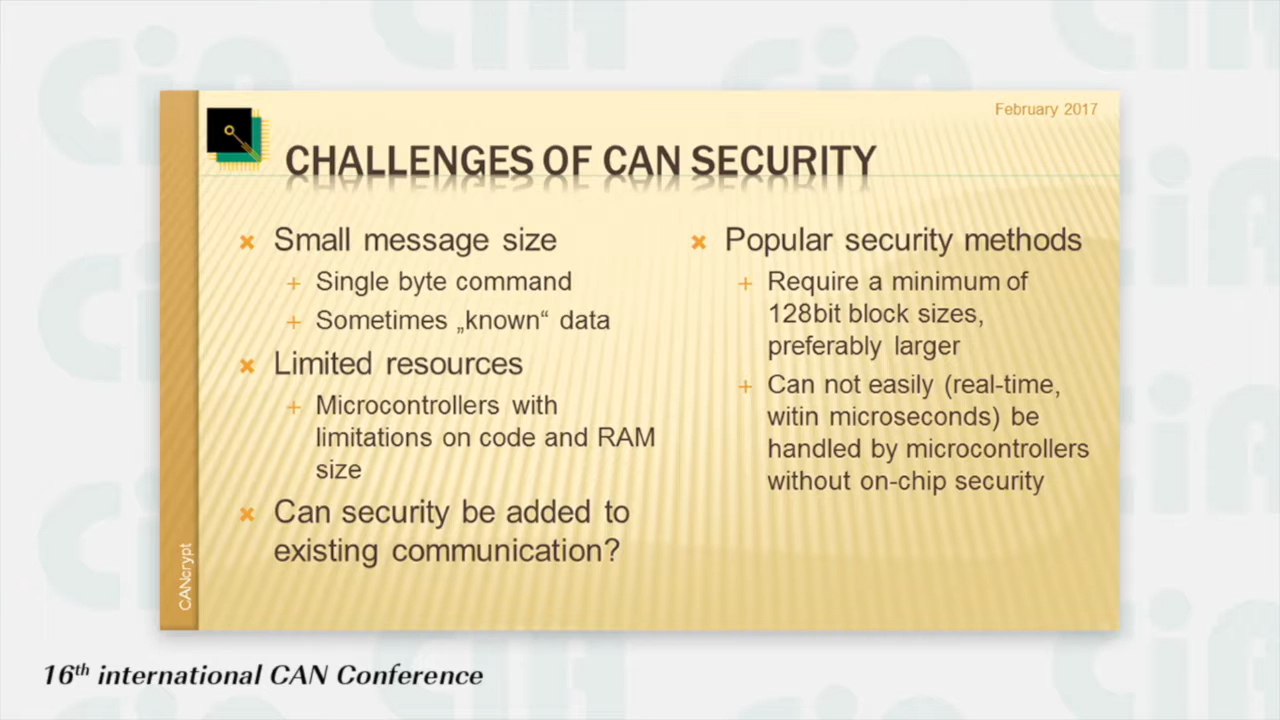 February 2017
CHALLENGES OF CAN SECURITY
Small message size
Single byte command
Sometimes „known“ data
Limited resources
Microcontrollers with
limitations on code and RAM
size
Can security be added to
existing communication?
Popular security methods
Require a minimum of
128bit block sizes,
preferably larger
Can not easily (real-time,
witin microseconds) be
handled by microcontrollers
without on-chip security
CANcrypt
16th international CAN Conference
CiA